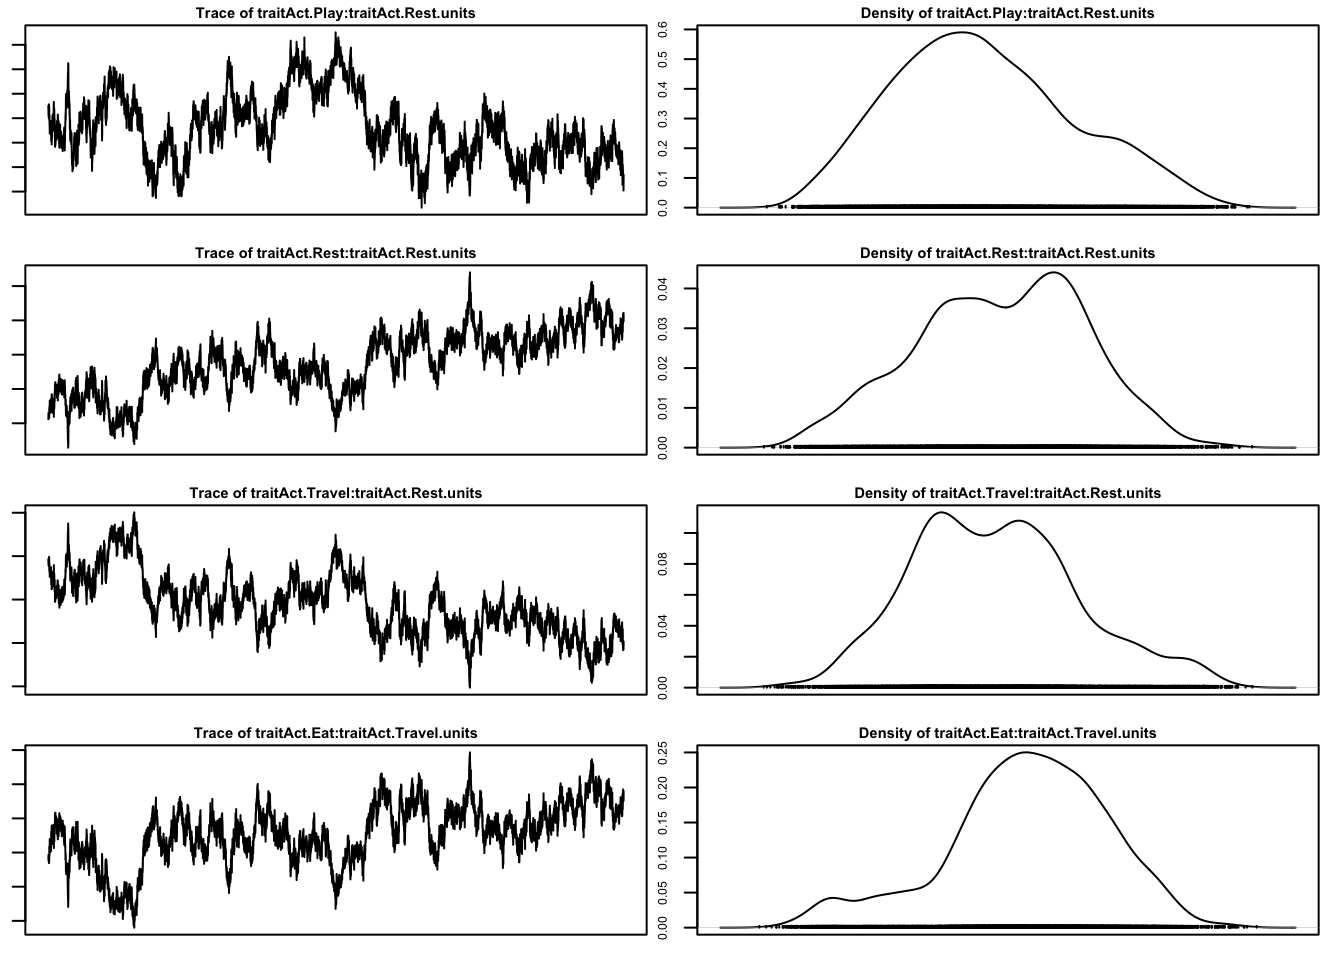 Trace of traitAct.Play:traitAct.Rest.units
Density of traitAct.Play:traitAct.Rest.units
0.0 0.1 0.2 0.3 0.4 0.5 0.6
Trace of traitAct.Rest:traitAct.Rest.units
Density of traitAct.Rest:traitAct.Rest.units
0.00 0.01 0.02 0.03 0.04
Trace of traitAct.Travel:traitAct.Rest.units
Density of traitAct.Travel:traitAct.Rest.units
0.00 0.04 0.08
Trace of traitAct.Eat:traitAct.Travel.units
Density of traitAct.Eat:traitAct.Travel.units
0.00 0.05 0.10 0.15 0.20 0.25